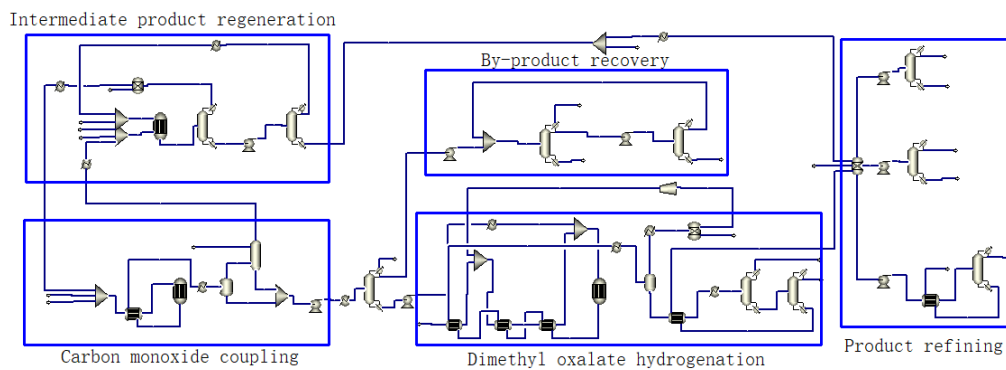 Intermediate product regeneration
By-product recovery
Carbon monoxide coupling
Dimethyl oxalate hydrogenation
Product refining